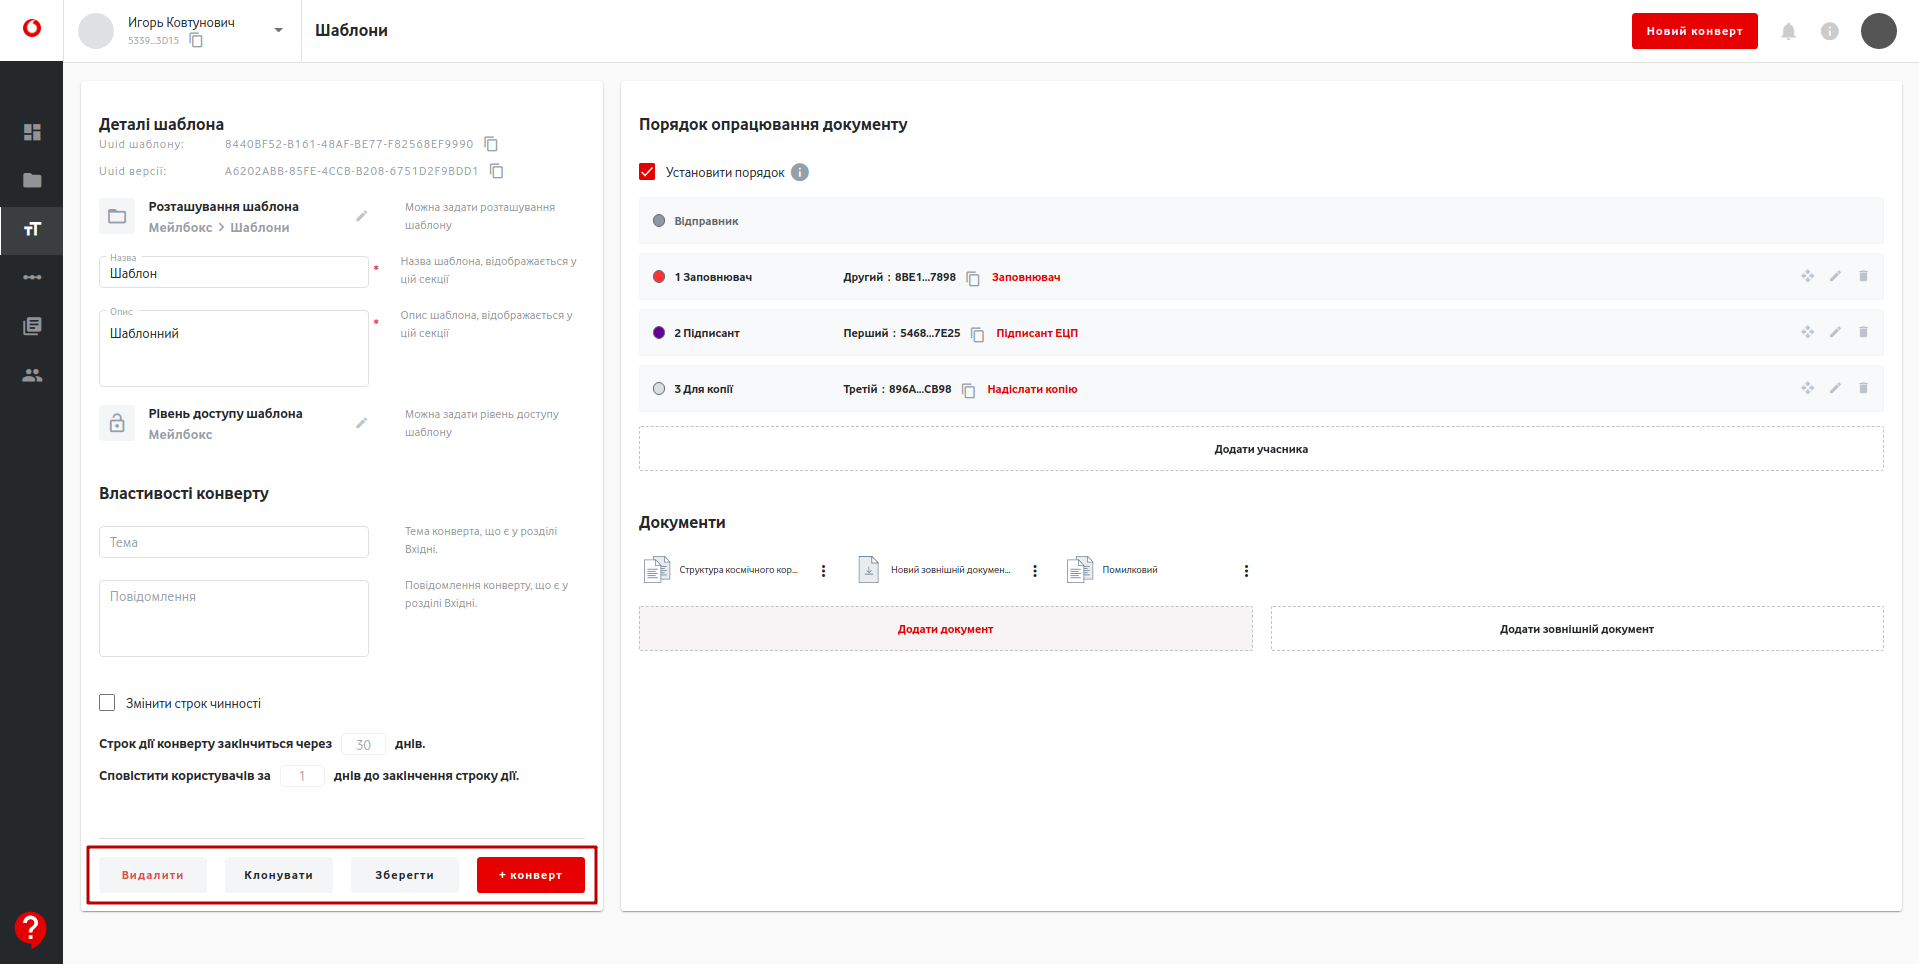 Игорь Ковтунович
5339...3D15
Шаблони
Новий конверт
Деталі шаблона
Uuid шаблону: 8440BF52-B161-48AF-BE77-F82568EF9990
Uuid версії: A6202ABB-85FE-4CCB-B208-6751D2F9BDD1
Розташування шаблона
Мейлбокс > Шаблони
Можна задати розташування
шаблону
Назва
Шаблон *
Назва шаблона, відображається у
цій секції
Опис
Шаблонний *
Опис шаблона, відображається у
цій секції
Рівень доступу шаблона
Мейлбокс
Можна задати рівень доступу
шаблону
Властивості конверту
Тема
Тема конверта, що є у розділі
Вхідні.
Повідомлення
Повідомлення конверту, що є у
розділі Вхідні.
Змінити строк чинності
Строк дії конверту закінчиться через 30 днів.
Сповістити користувачів за 1 днів до закінчення строку дії.
Видалити Клонувати Зберегти + конверт
Порядок опрацювання документу
Установити порядок
Відправник
1 Заповнювач Другий : 8BE1...7898 Заповнювач
2 Підписант Перший : 5468...7E25 Підписант ЕЦП
3 Для копії Третій : 896A...CB98 Надіслати копію
Додати учасника
Документи
Структура космічного кор... Новий зовнішній докумен... Помилковий
Додати документ Додати зовнішній документ